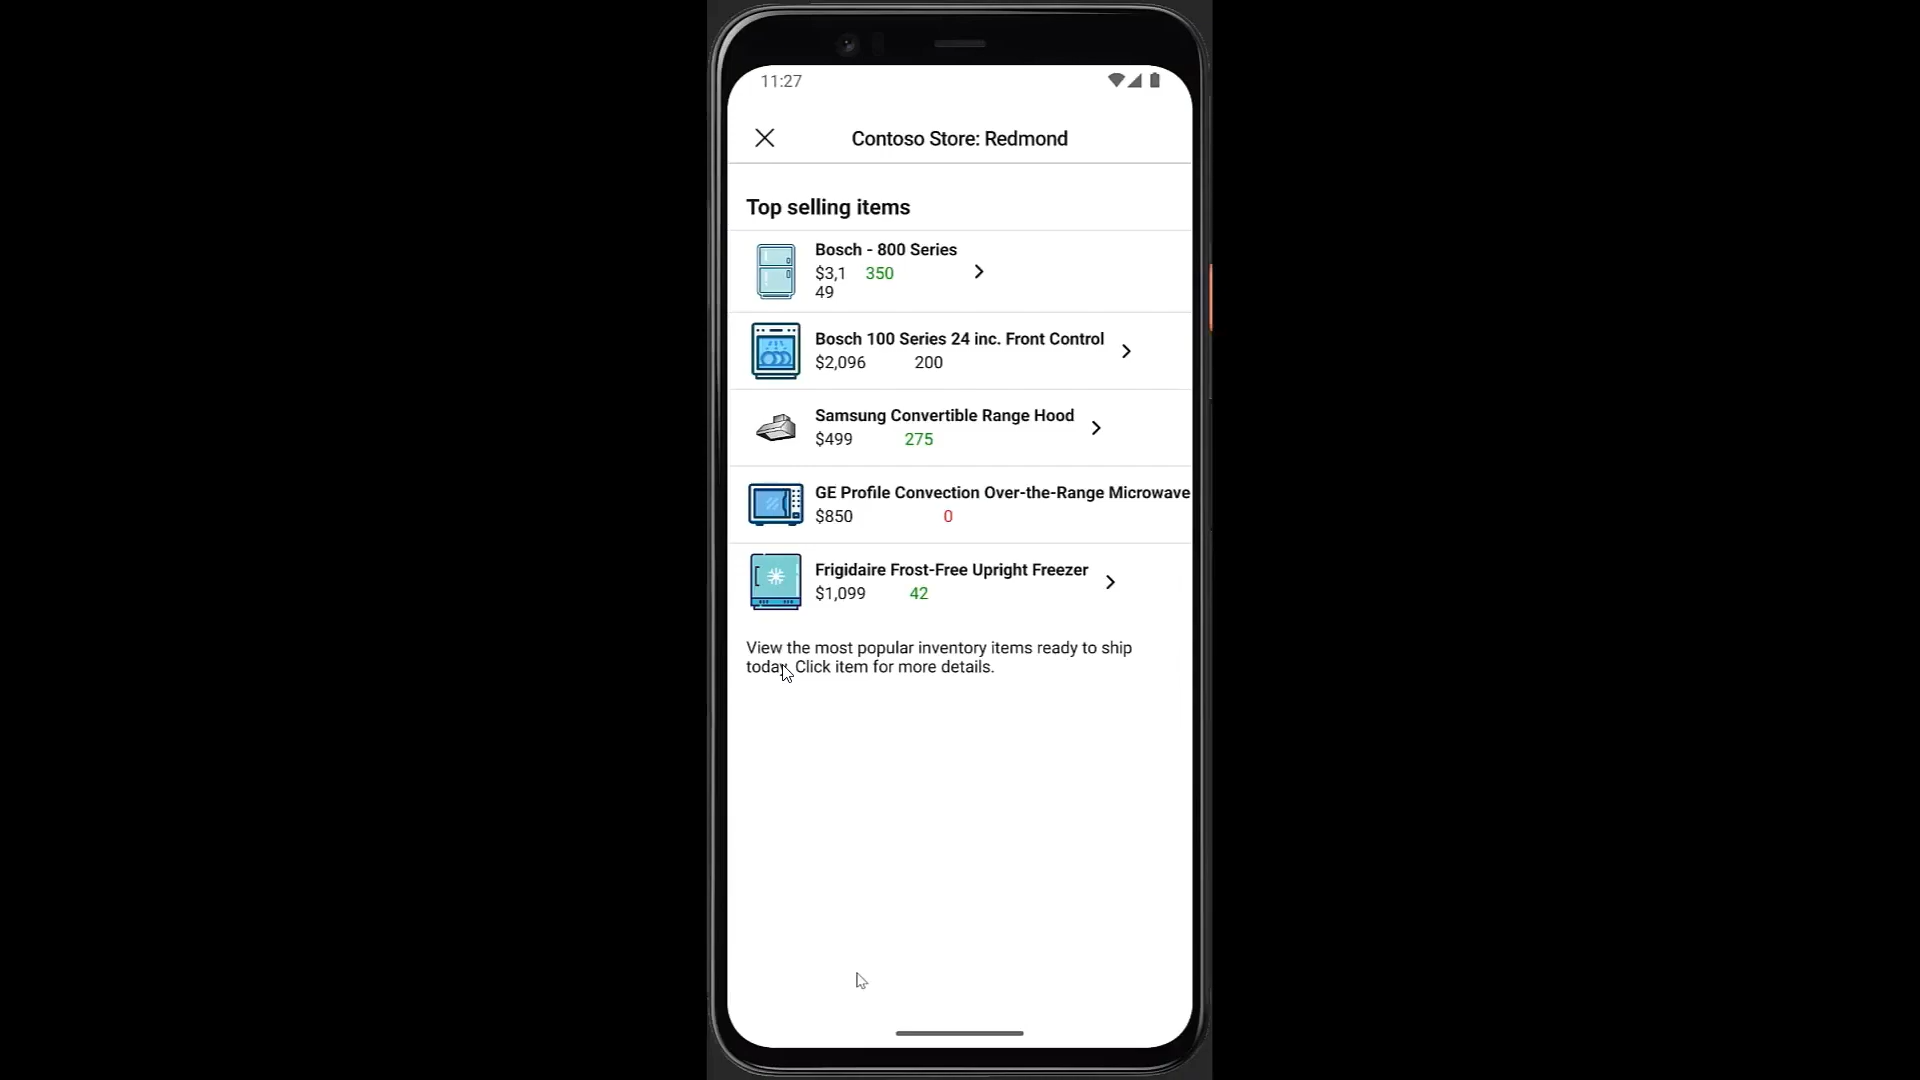 11:27
Contoso Store: Redmond
Top selling items
Bosch - 800 Series
$3,1 350
49
Bosch 100 Series 24 inc. Front Control
$2,096 200
Samsung Convertible Range Hood
$499 275
GE Profile Convection Over-the-Range Microwave
$850 0
Frigidaire Frost-Free Upright Freezer
$1,099 42
View the most popular inventory items ready to ship
today. Click item for more details.